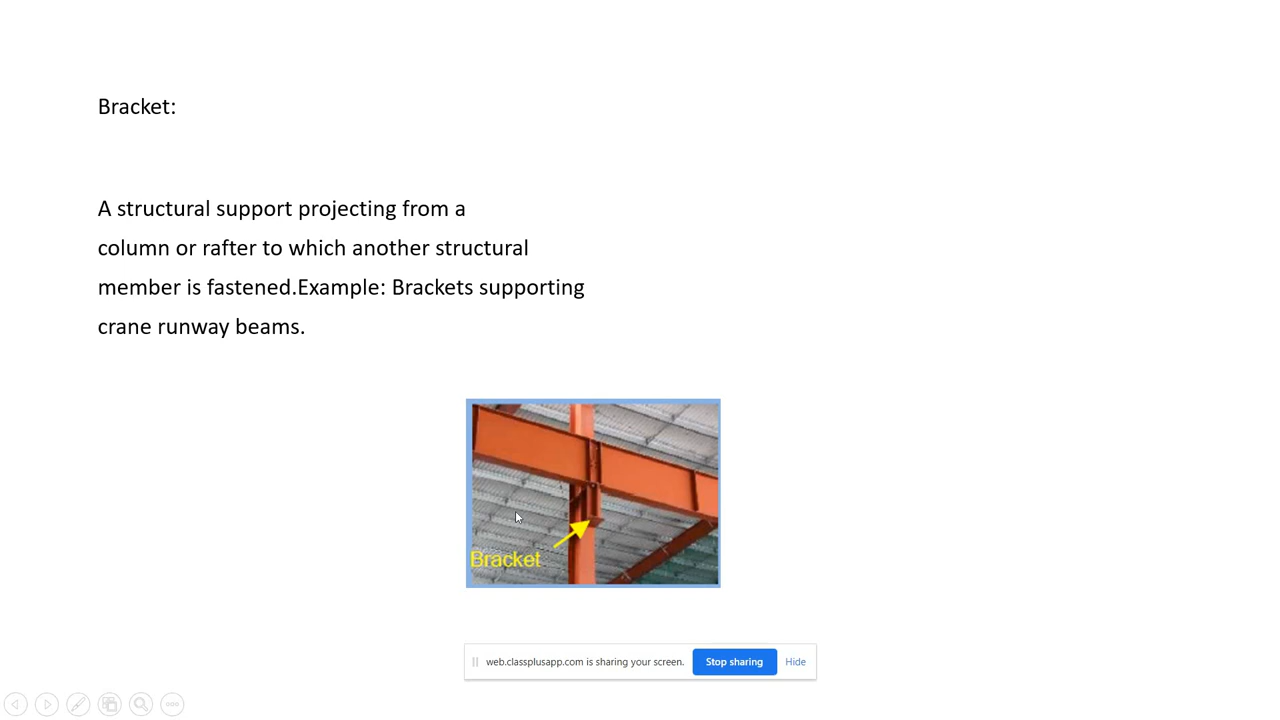 Bracket:
A structural support projecting from a
column or rafter to which another structural
member is fastened.Example: Brackets supporting
crane runway beams.
Bracket
web.classplusapp.com is sharing your screen.
Stop sharing
Hide